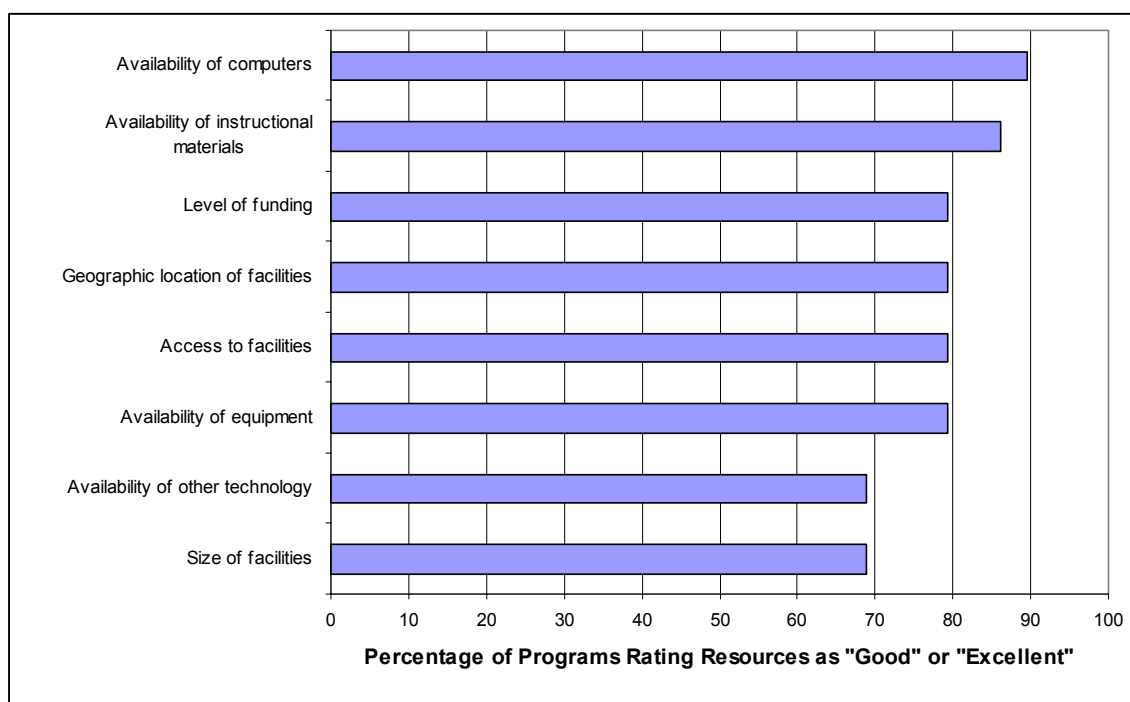 Availability of computers
Availability of instructional
materials
Level of funding
Geographic location of facilities
Access to facilities
Availability of equipment
Availability of other technology
Size of facilities
0 10 20 30 40 50 60 70 80 90 100
Percentage of Programs Rating Resources as "Good" or "Excellent"